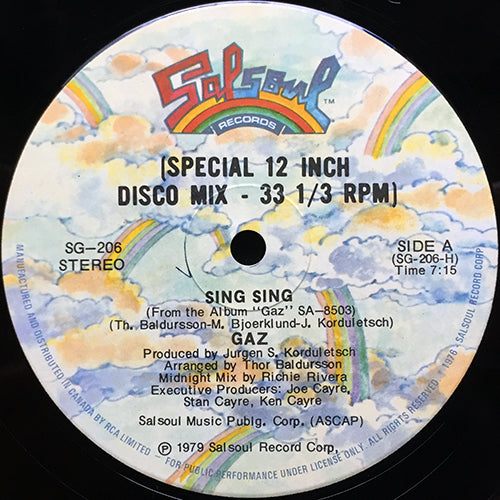 Salsoul
TM
RECORDS
(SPECIAL 12 INCH
DISCO MIX - 33 1/3 RPM)
SG-206
STEREO
SIDE A
(SG-206-H)
Time 7:15
SING SING
(From the Album "Gaz" SA-8503)
(Th. Baldursson-M. Bjoerklund-J. Korduletsch)
GAZ
Produced by Jurgen S. Korduletsch
Arranged by Thor Baldursson
Midnight Mix by Richie Rivera
Executive Producers: Joe Cayre,
Stan Cayre, Ken Cayre
Salsoul Music Publg. Corp. (ASCAP)
℗ 1979 Salsoul Record Corp.
MANUFACTURED AND DISTRIBUTED IN CANADA BY RCA LIMITED - FOR PUBLIC PERFORMANCE UNDER LICENSE ONLY. ALL RIGHTS RESERVED 1976, SALSOUL RECORD CORP.